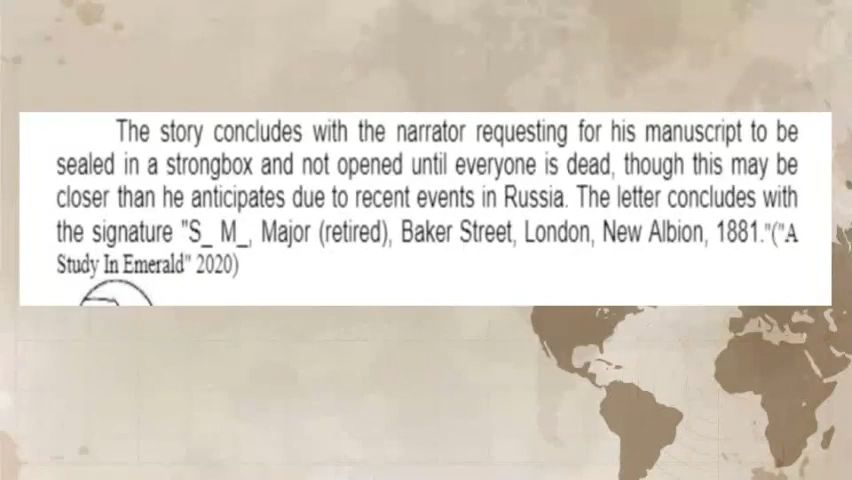 The story concludes with the narrator requesting for his manuscript to be
sealed in a strongbox and not opened until everyone is dead, though this may be
closer than he anticipates due to recent events in Russia. The letter concludes with
the signature "S_ M_, Major (retired), Baker Street, London, New Albion, 1881."("A
Study In Emerald" 2020)